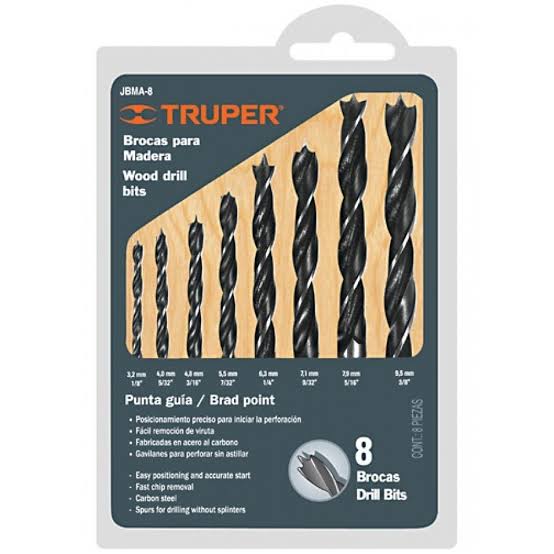 JBMA-8
TRUPER®
Brocas para
Madera
Wood drill
bits
3,2 mm 4,0 mm 4,8 mm 5,5 mm 6,3 mm 7,1 mm 7,9 mm 9,5 mm
1/8" 5/32" 3/16" 7/32" 1/4" 9/32" 5/16" 3/8"
Punta guía / Brad point
• Posicionamiento preciso para iniciar la perforación
• Fácil remoción de viruta
• Fabricadas en acero al carbono
• Gavilanes para perforar sin astillar
• Easy positioning and accurate start
• Fast chip removal
• Carbon steel
• Spurs for drilling without splinters
8
Brocas
Drill Bits
CONT.: 8 PIEZAS